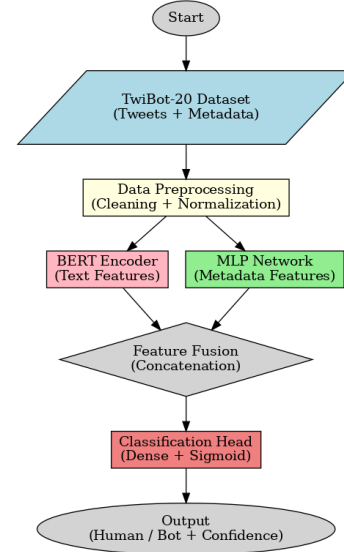 Start
TwiBot-20 Dataset
(Tweets + Metadata)
Data Preprocessing
(Cleaning + Normalization)
BERT Encoder
(Text Features)
MLP Network
(Metadata Features)
Feature Fusion
(Concatenation)
Classification Head
(Dense + Sigmoid)
Output
(Human / Bot + Confidence)